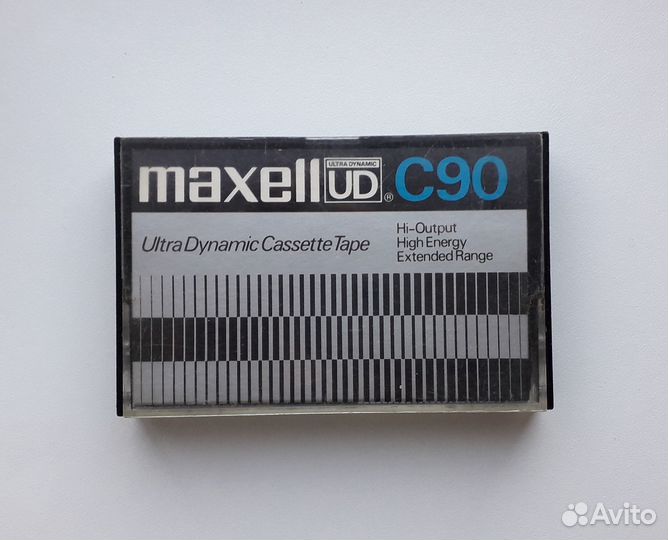 ULTRA DYNAMIC
maxell UD® C90
Ultra Dynamic Cassette Tape
Hi-Output
High Energy
Extended Range
Avito